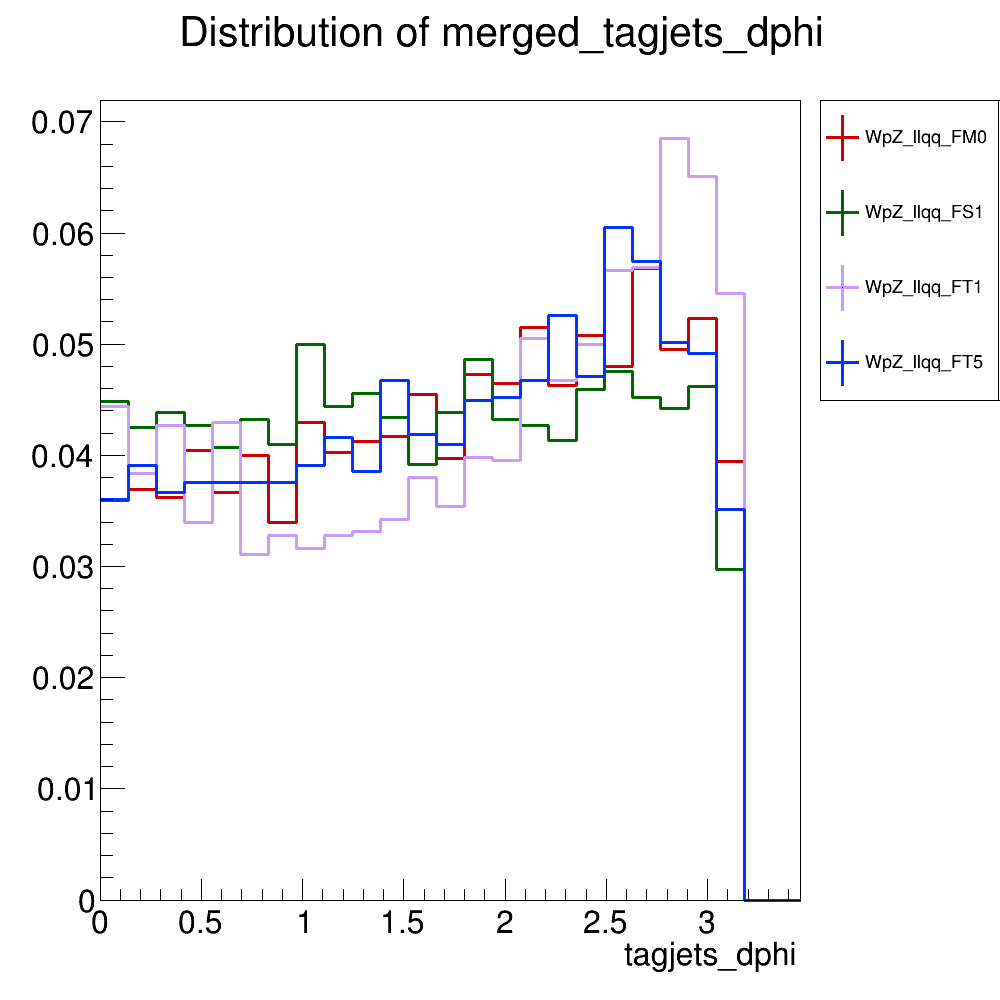 Distribution of merged_tagjets_dphi
0.07
0.06
0.05
0.04
0.03
0.02
0.01
0
0 0.5 1 1.5 2 2.5 3
tagjets_dphi
WpZ_llqq_FM0
WpZ_llqq_FS1
WpZ_llqq_FT1
WpZ_llqq_FT5